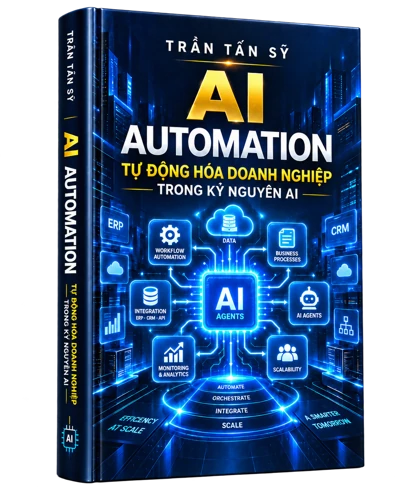 TRẦN TẤN SỸ
AI
AUTOMATION
TỰ ĐỘNG HÓA DOANH NGHIỆP
TRONG KỶ NGUYÊN AI
TRẦN TẤN SỸ
AI
AUTOMATION
TỰ ĐỘNG HÓA DOANH NGHIỆP
TRONG KỶ NGUYÊN AI
ERP
DATA
CRM
WORKFLOW
AUTOMATION
BUSINESS
PROCESSES
INTEGRATION
ERP - CRM - API
AI
AGENTS
AI AGENTS
MONITORING
& ANALYTICS
SCALABILITY
AUTOMATE
ORCHESTRATE
INTEGRATE
SCALE
EFFICIENCY
AT SCALE
A SMARTER
TOMORROW
AI